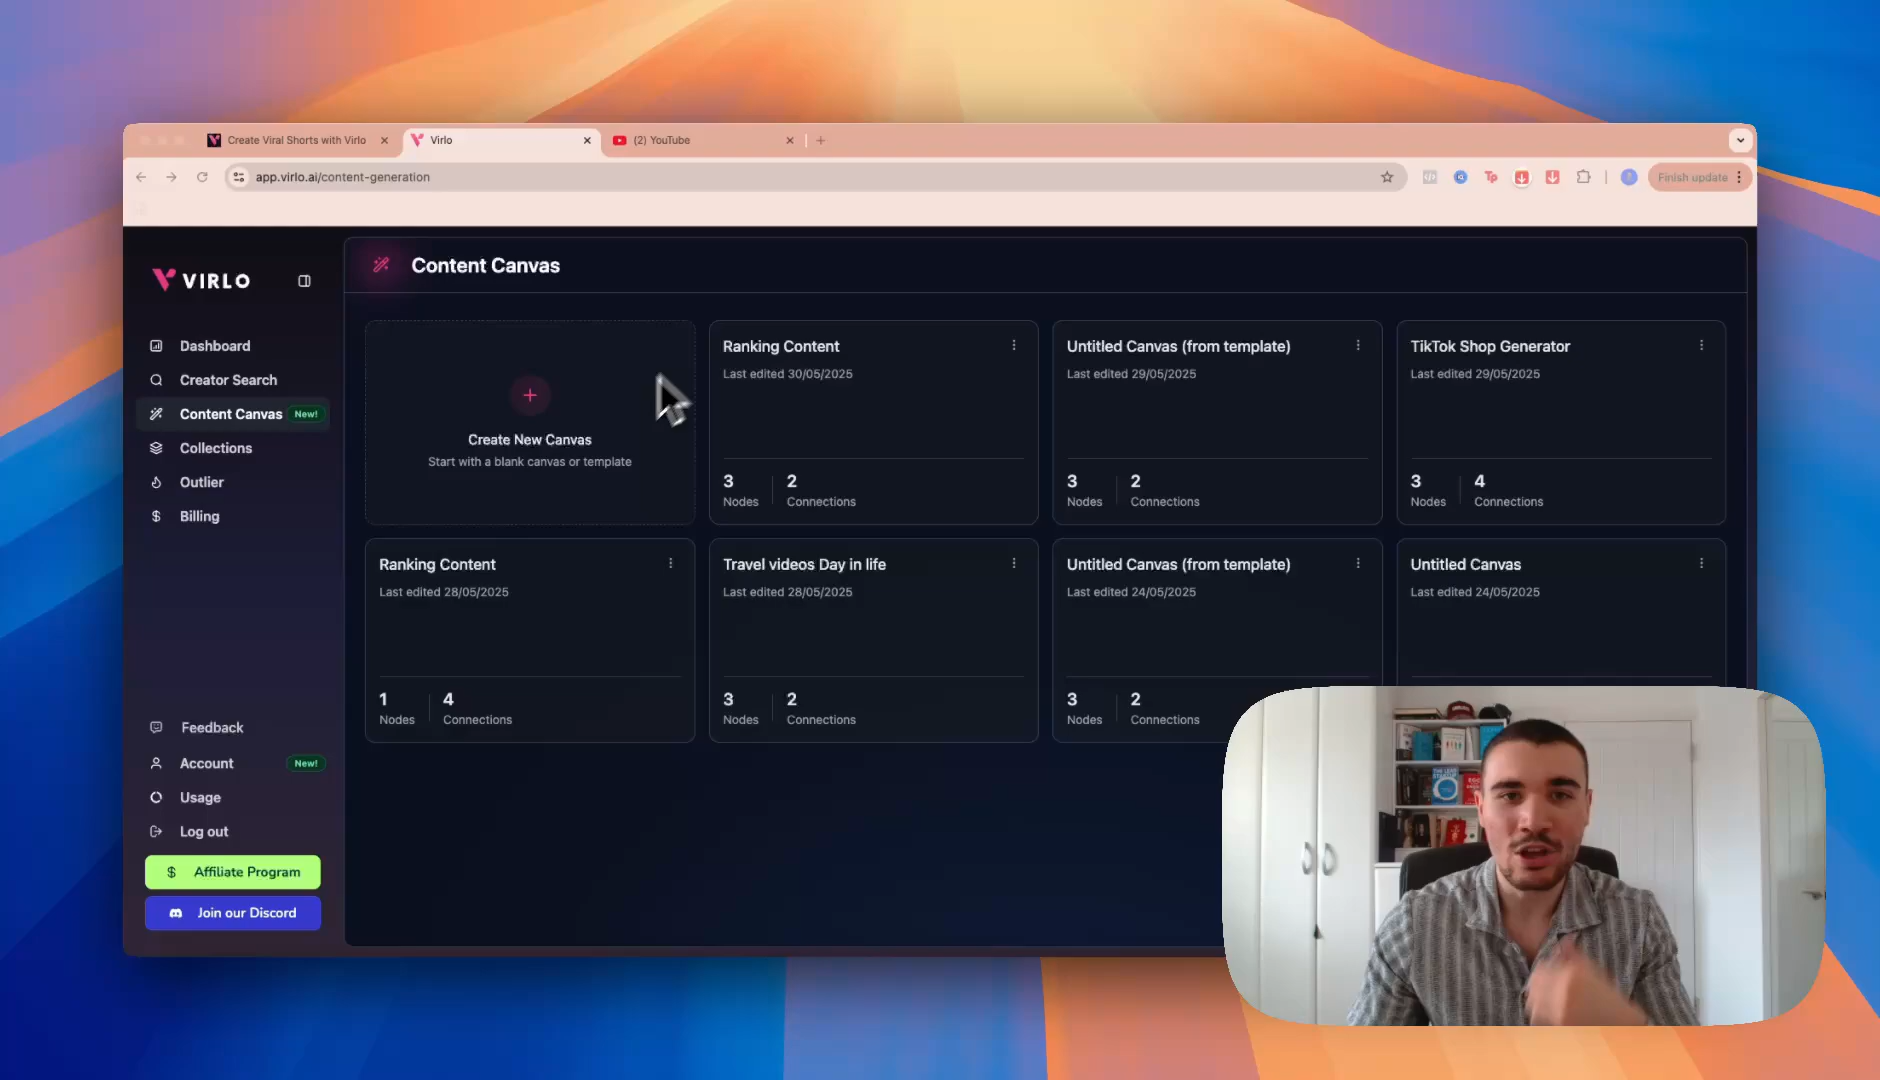 Create Viral Shorts with Virlo
Virlo
(2) YouTube
app.virlo.ai/content-generation
Tp
Finish update
VIRLO
Content Canvas
Dashboard
Creator Search
Content Canvas New!
Collections
Outlier
Billing
Feedback
Account New!
Usage
Log out
Affiliate Program
Join our Discord
Create New Canvas
Start with a blank canvas or template
Ranking Content
Last edited 30/05/2025
3 2
Nodes Connections
Untitled Canvas (from template)
Last edited 29/05/2025
3 2
Nodes Connections
TikTok Shop Generator
Last edited 29/05/2025
3 4
Nodes Connections
Ranking Content
Last edited 28/05/2025
1 4
Nodes Connections
Travel videos Day in life
Last edited 28/05/2025
3 2
Nodes Connections
Untitled Canvas (from template)
Last edited 24/05/2025
3 2
Nodes Connections
Untitled Canvas
Last edited 24/05/2025